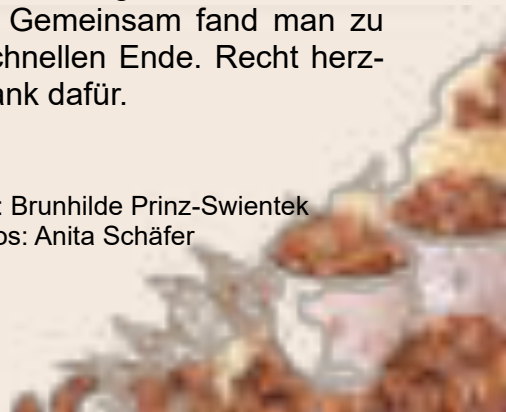 Gemeinsam fand man zu
chnellen Ende. Recht herz-
ank dafür.
: Brunhilde Prinz-Swientek
os: Anita Schäfer